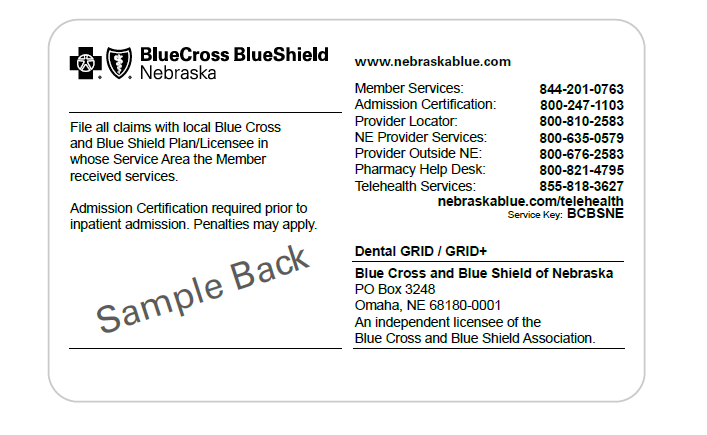 BlueCross BlueShield
Nebraska
File all claims with local Blue Cross
and Blue Shield Plan/Licensee in
whose Service Area the Member
received services.
Admission Certification required prior to
inpatient admission. Penalties may apply.
Sample Back
www.nebraskablue.com
Member Services: 844-201-0763
Admission Certification: 800-247-1103
Provider Locator: 800-810-2583
NE Provider Services: 800-635-0579
Provider Outside NE: 800-676-2583
Pharmacy Help Desk: 800-821-4795
Telehealth Services: 855-818-3627
nebraskablue.com/telehealth
Service Key: BCBSNE
Dental GRID / GRID+
Blue Cross and Blue Shield of Nebraska
PO Box 3248
Omaha, NE 68180-0001
An independent licensee of the
Blue Cross and Blue Shield Association.